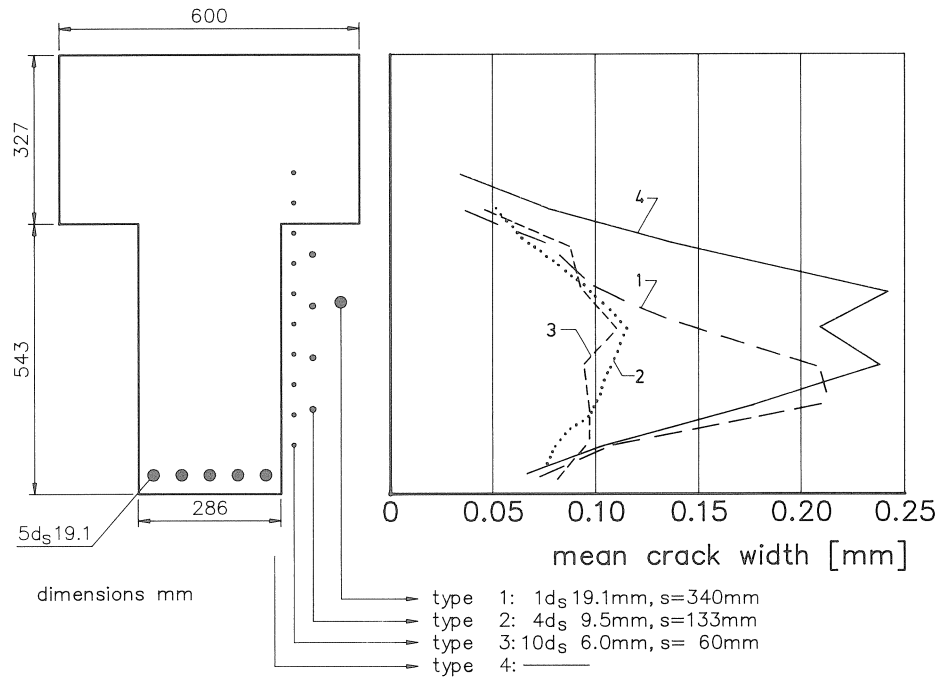 600
327
543
286
5ds 19.1
dimensions mm
4
1
3
2
0 0.05 0.10 0.15 0.20 0.25
mean crack width [mm]
type 1: 1ds 19.1mm, s=340mm
type 2: 4ds 9.5mm, s=133mm
type 3: 10ds 6.0mm, s= 60mm
type 4: